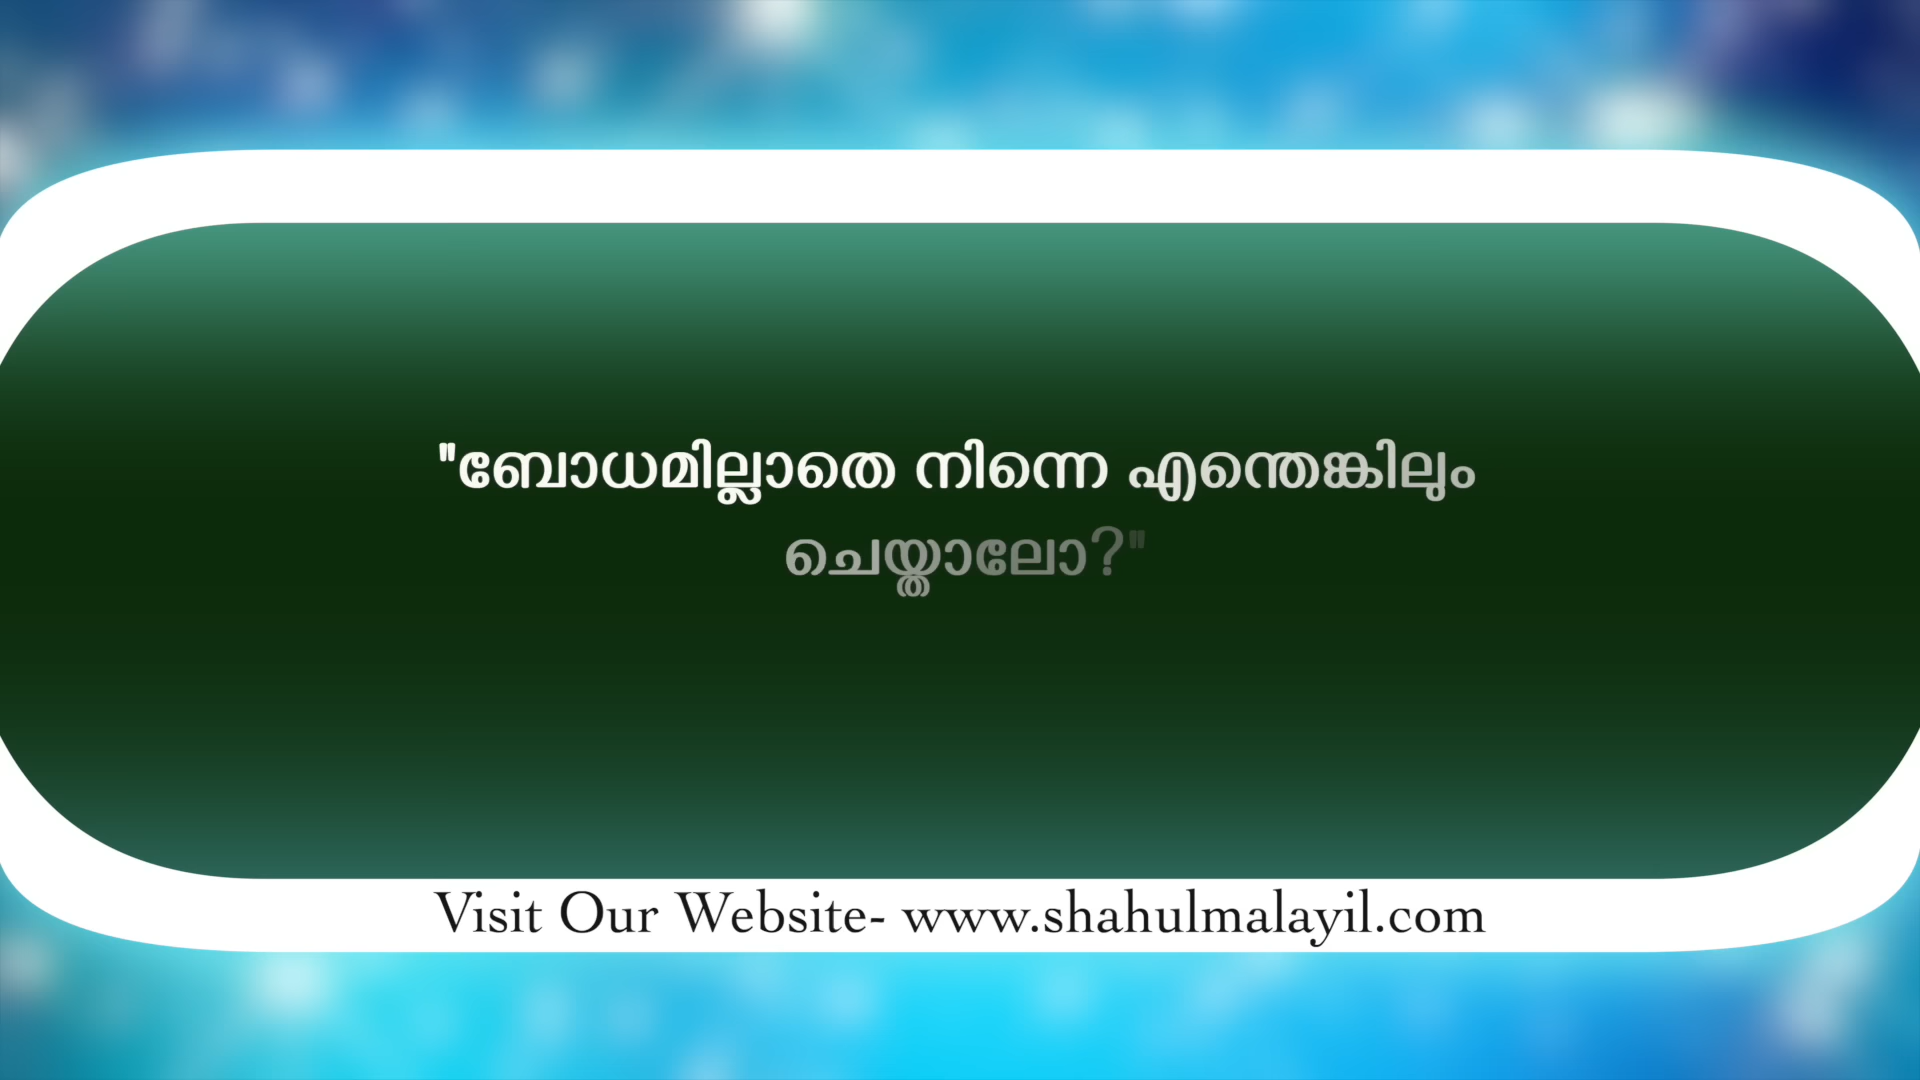 "ബോധമില്ലാതെ നിന്നെ എന്തെങ്കിലും
ചെയ്താലോ?"
Visit Our Website- www.shahulmalayil.com